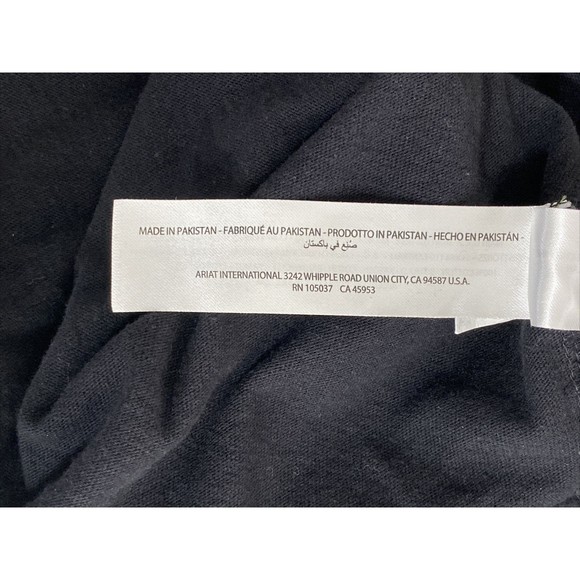 MADE IN PAKISTAN - FABRIQUÉ AU PAKISTAN - PRODOTTO IN PAKISTAN - HECHO EN PAKISTÁN -
صُنِع في باكستان
ARIAT INTERNATIONAL 3242 WHIPPLE ROAD UNION CITY, CA 94587 U.S.A.
RN 105037 CA 45953